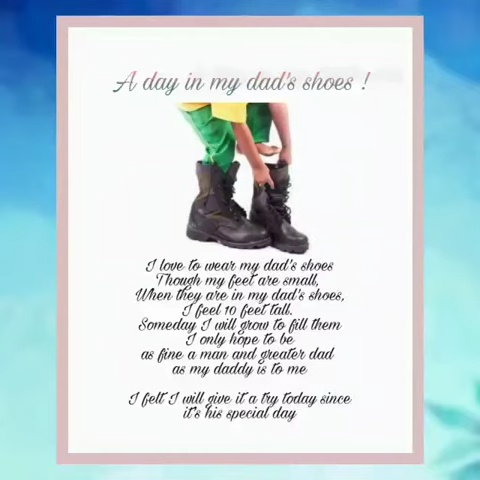 A day in my dad's shoes !
I love to wear my dad's shoes
Though my feet are small,
When they are in my dad's shoes,
I feel 10 feet tall.
Someday I will grow to fill them
I only hope to be
as fine a man and greater dad
as my daddy is to me
I felt I will give it a try today since
it's his special day